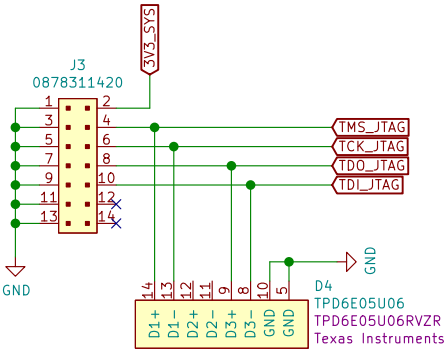 3V3_SYS
J3
0878311420
1 2
3 4 TMS_JTAG
5 6 TCK_JTAG
7 8 TDO_JTAG
9 10 TDI_JTAG
11 12
13 14
GND
GND
14 13 12 11 9 8 10 5
D1+ D1- D2+ D2- D3+ D3- GND GND
D4
TPD6E05U06
TPD6E05U06RVZR
Texas Instruments